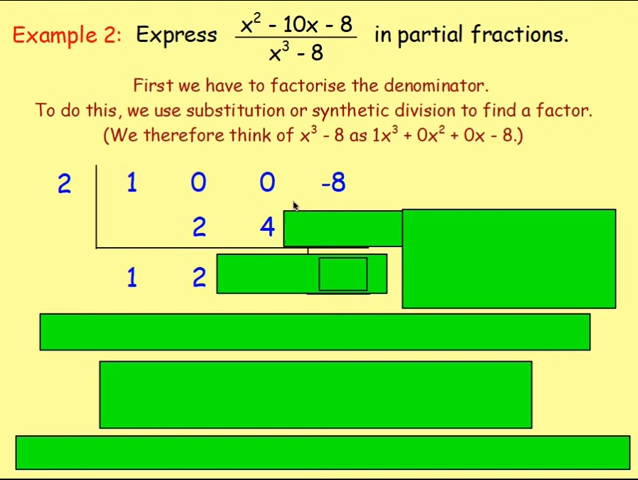 Example 2: Express x² - 10x - 8 / x³ - 8 in partial fractions.
First we have to factorise the denominator.
To do this, we use substitution or synthetic division to find a factor.
(We therefore think of x³ - 8 as 1x³ + 0x² + 0x - 8.)
2 1 0 0 -8
2 4
1 2